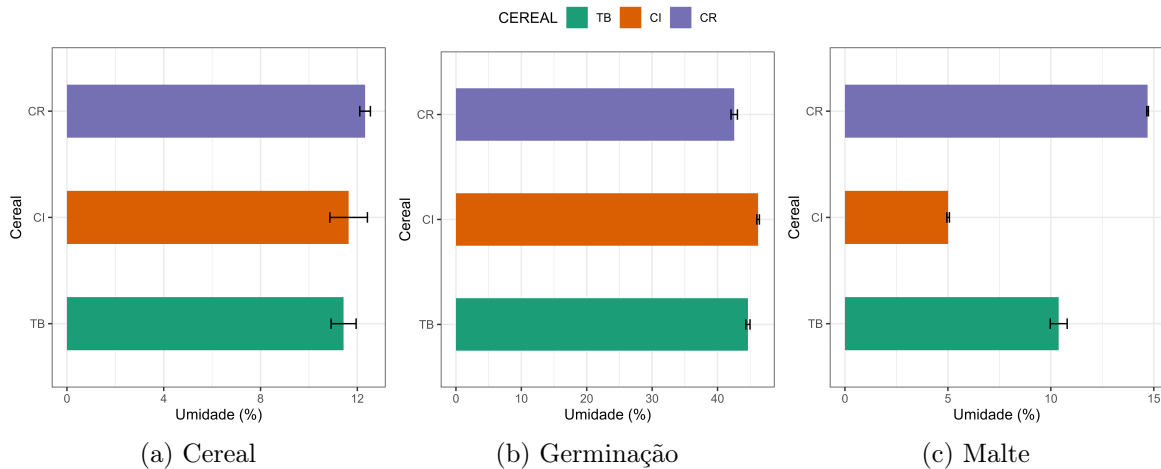 CEREAL TB CI CR
Cereal
CR
CI
TB
0 4 8 12
Umidade (%)
(a) Cereal
Cereal
CR
CI
TB
0 10 20 30 40
Umidade (%)
(b) Germinação
Cereal
CR
CI
TB
0 5 10 15
Umidade (%)
(c) Malte